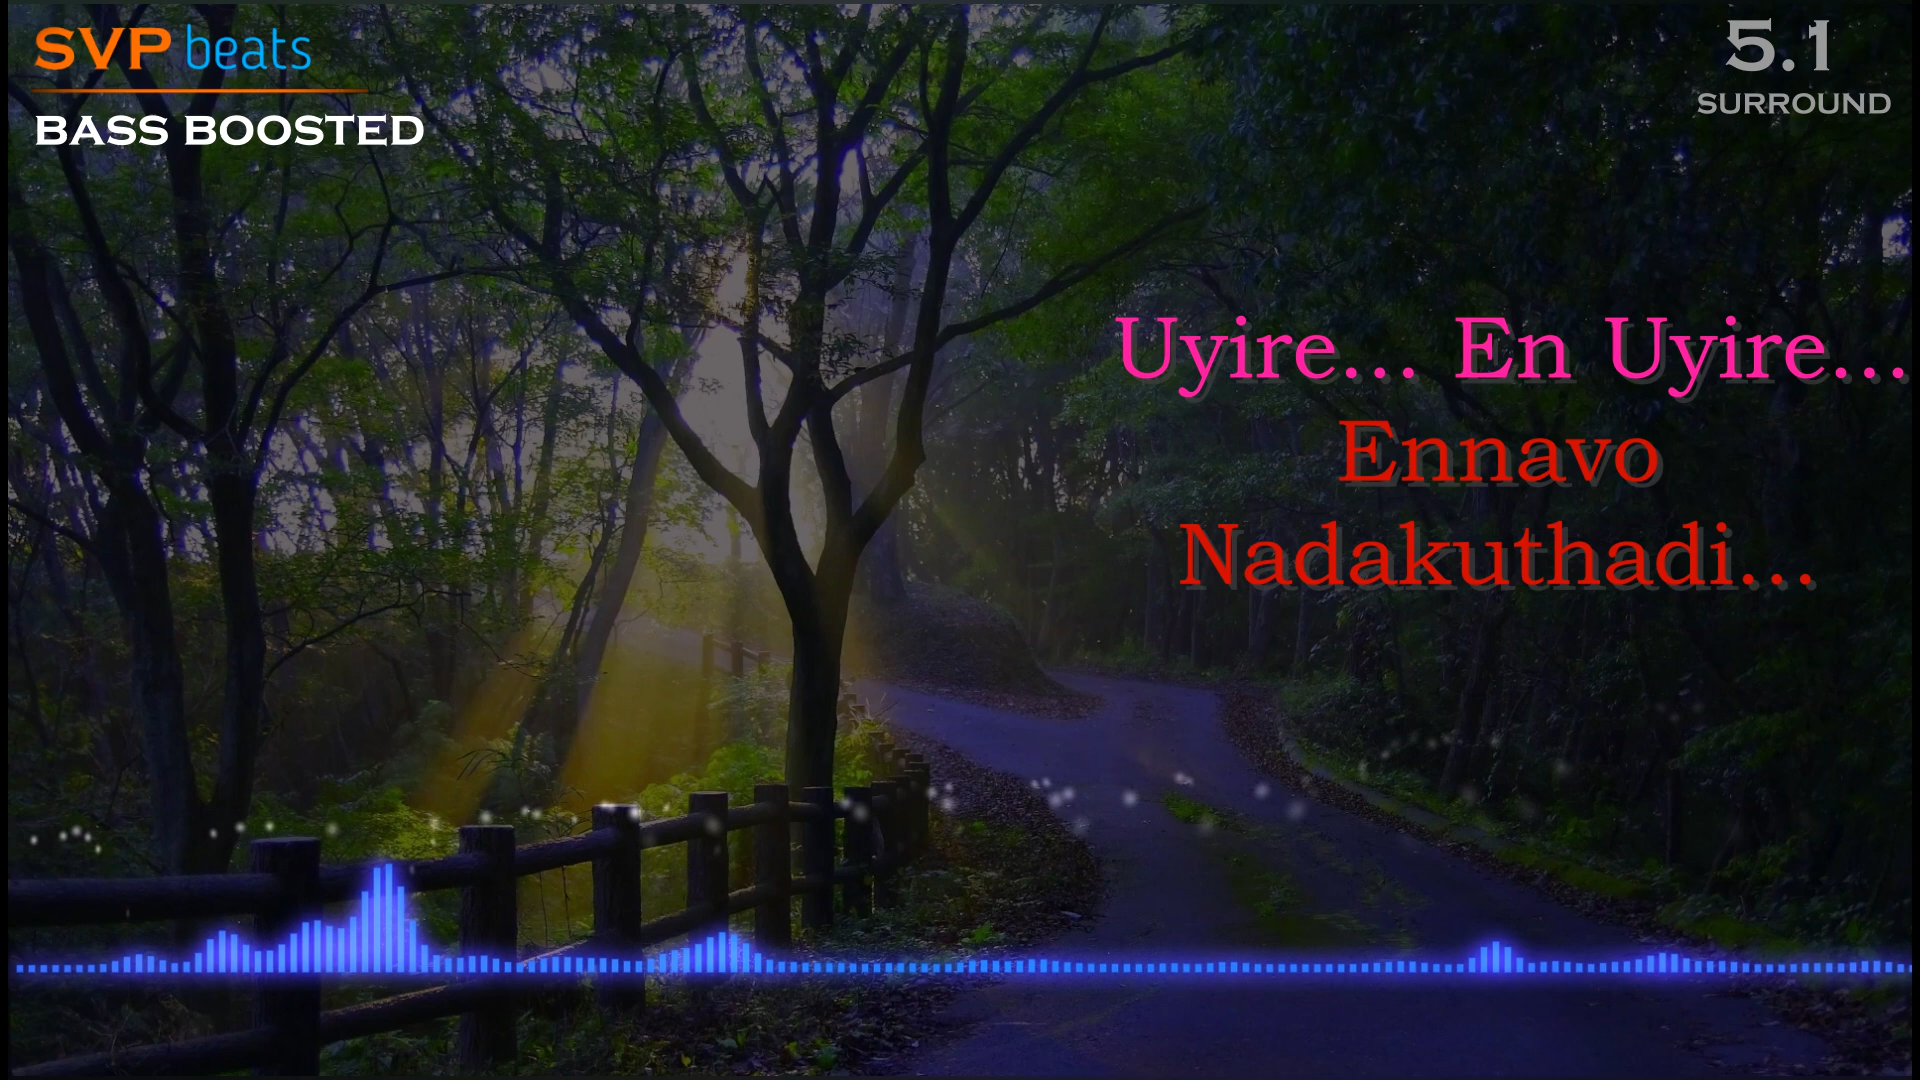 SVP beats
BASS BOOSTED
5.1
SURROUND
Uyire... En Uyire...
Ennavo
Nadakuthadi...